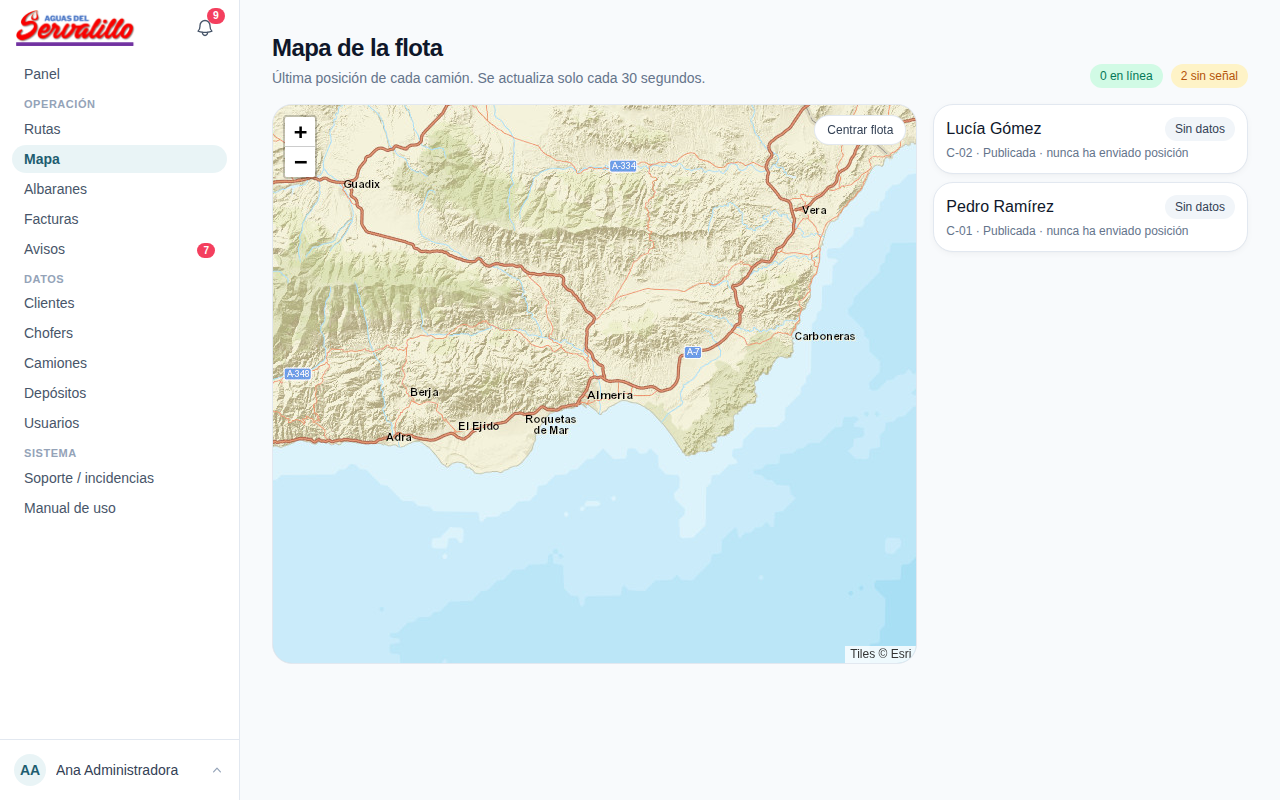 AGUAS DEL
Servalillo
9
Panel
OPERACIÓN
Rutas
Mapa
Albaranes
Facturas
Avisos
7
DATOS
Clientes
Chofers
Camiones
Depósitos
Usuarios
SISTEMA
Soporte / incidencias
Manual de uso
AA
Ana Administradora
Mapa de la flota
Última posición de cada camión. Se actualiza solo cada 30 segundos.
0 en línea
2 sin señal
+
−
Centrar flota
A-334
Guadix
Vera
Carboneras
A-7
A-348
Berja
Almería
El Ejido
Roquetas
de Mar
Adra
Tiles © Esri
Lucía Gómez
Sin datos
C-02 · Publicada · nunca ha enviado posición
Pedro Ramírez
Sin datos
C-01 · Publicada · nunca ha enviado posición